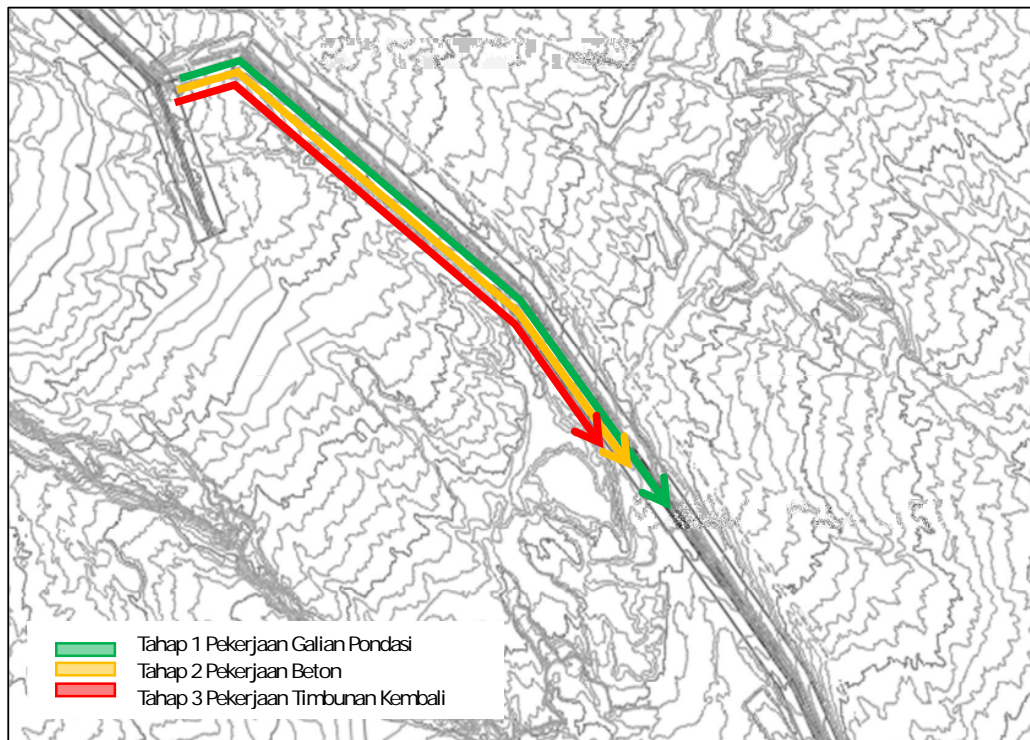 Tahap 1 Pekerjaan Galian Pondasi
Tahap 2 Pekerjaan Beton
Tahap 3 Pekerjaan Timbunan Kembali